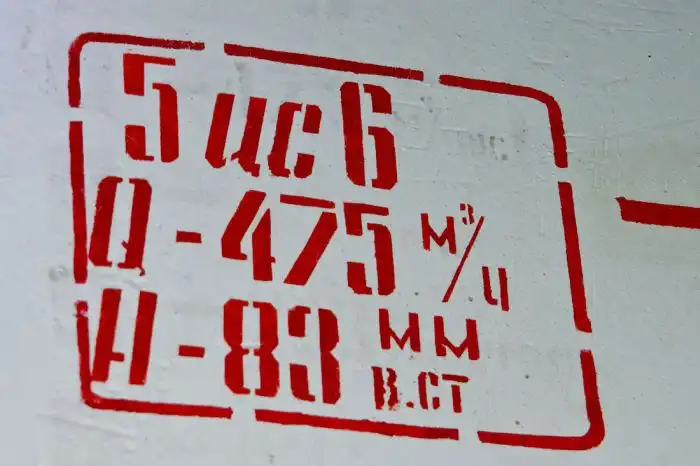 5 ис 6
Q - 475 м³/ч
H - 83 мм
в.ст